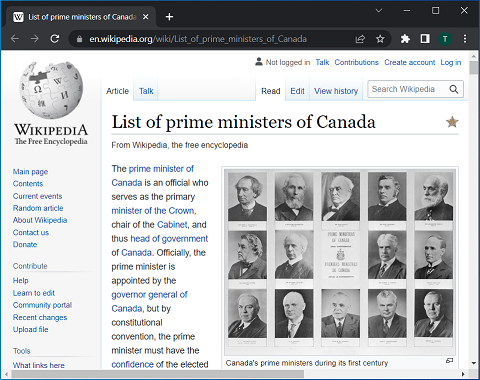 List of prime ministers of Canada
en.wikipedia.org/wiki/List_of_prime_ministers_of_Canada
T
Not logged in Talk Contributions Create account Log in
Article Talk Read Edit View history Search Wikipedia
WIKIPEDIA
The Free Encyclopedia
List of prime ministers of Canada
From Wikipedia, the free encyclopedia
Main page
Contents
Current events
Random article
About Wikipedia
Contact us
Donate
Contribute
Help
Learn to edit
Community portal
Recent changes
Upload file
Tools
What links here
The prime minister of
Canada is an official who
serves as the primary
minister of the Crown,
chair of the Cabinet, and
thus head of government
of Canada. Officially, the
prime minister is
appointed by the
governor general of
Canada, but by
constitutional
convention, the prime
minister must have the
confidence of the elected
PRIME MINISTERS
OF CANADA
PREMIERS MINISTRES
DU CANADA
Canada's prime ministers during its first century